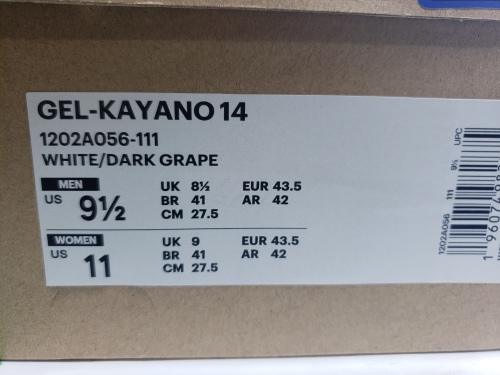 GEL-KAYANO 14
1202A056-111
WHITE/DARK GRAPE
MEN
US 9½
UK 8½ EUR 43.5
BR 41 AR 42
CM 27.5
WOMEN
US 11
UK 9 EUR 43.5
BR 41 AR 42
CM 27.5
UPC
1202A056 111 9½